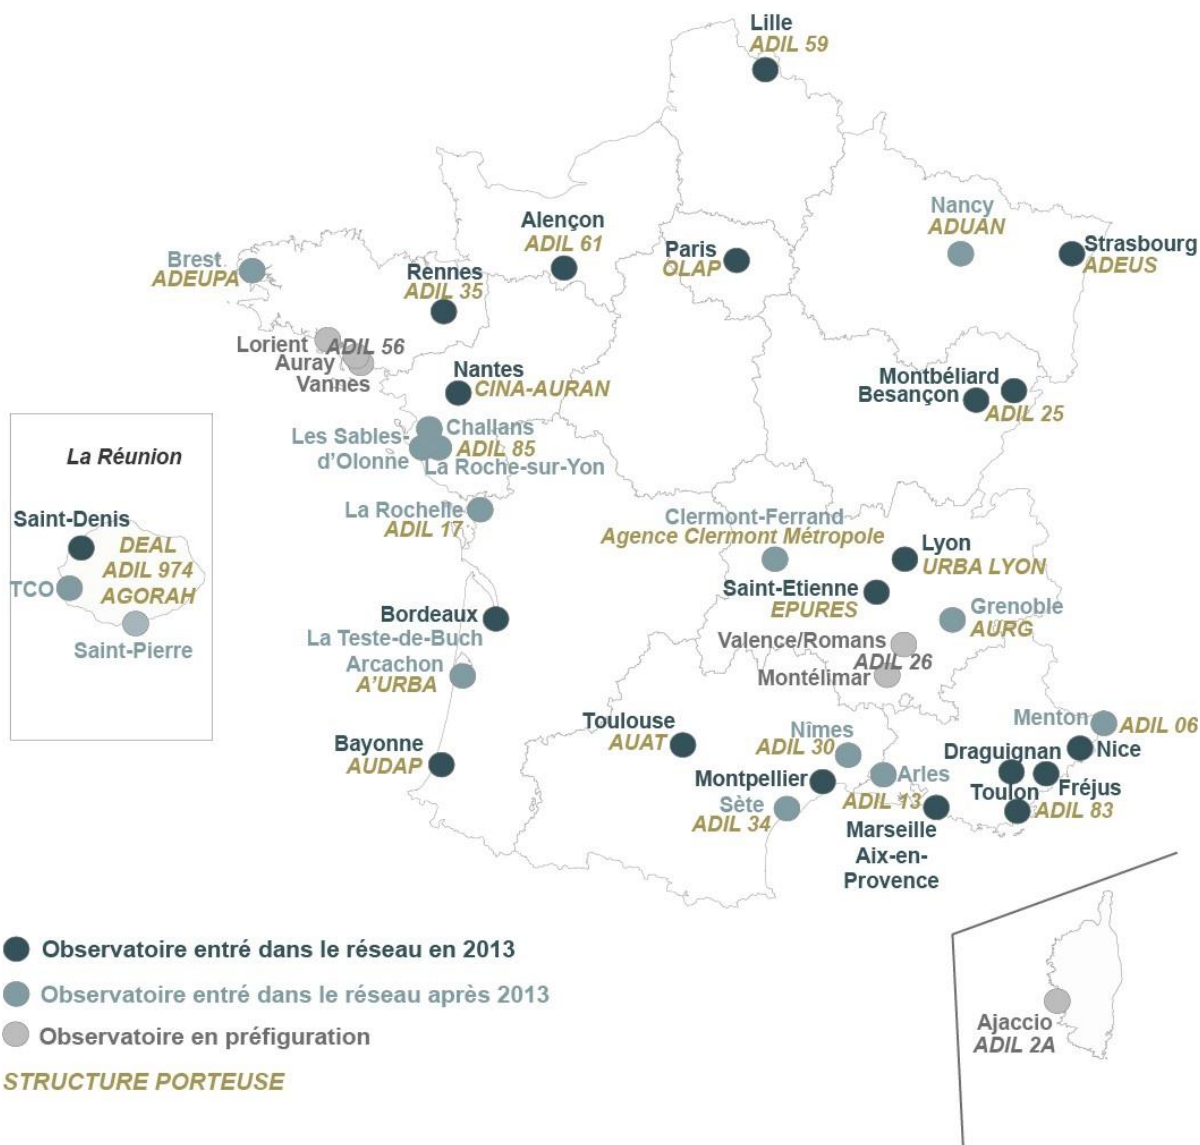 Lille
ADIL 59
Nancy
ADUAN
Strasbourg
ADEUS
Alençon
ADIL 61
Paris
OLAP
Brest
ADEUPA
Rennes
ADIL 35
Lorient
ADIL 56
Auray
Vannes
Nantes
CINA-AURAN
Montbéliard
Besançon
ADIL 25
Challans
Les Sables-
d'Olonne
ADIL 85
La Roche-sur-Yon
La Rochelle
ADIL 17
La Réunion
Saint-Denis
DEAL
ADIL 974
AGORAH
TCO
Saint-Pierre
Clermont-Ferrand
Agence Clermont Métropole
Lyon
URBA LYON
Saint-Etienne
EPURES
Grenoble
AURG
Valence/Romans
ADIL 26
Montélimar
Bordeaux
La Teste-de-Buch
Arcachon
A'URBA
Bayonne
AUDAP
Toulouse
AUAT
Nîmes
ADIL 30
Montpellier
Sète
ADIL 34
Arles
ADIL 13
Marseille
Aix-en-
Provence
Menton
ADIL 06
Nice
Draguignan
Fréjus
Toulon
ADIL 83
Ajaccio
ADIL 2A
Observatoire entré dans le réseau en 2013
Observatoire entré dans le réseau après 2013
Observatoire en préfiguration
STRUCTURE PORTEUSE